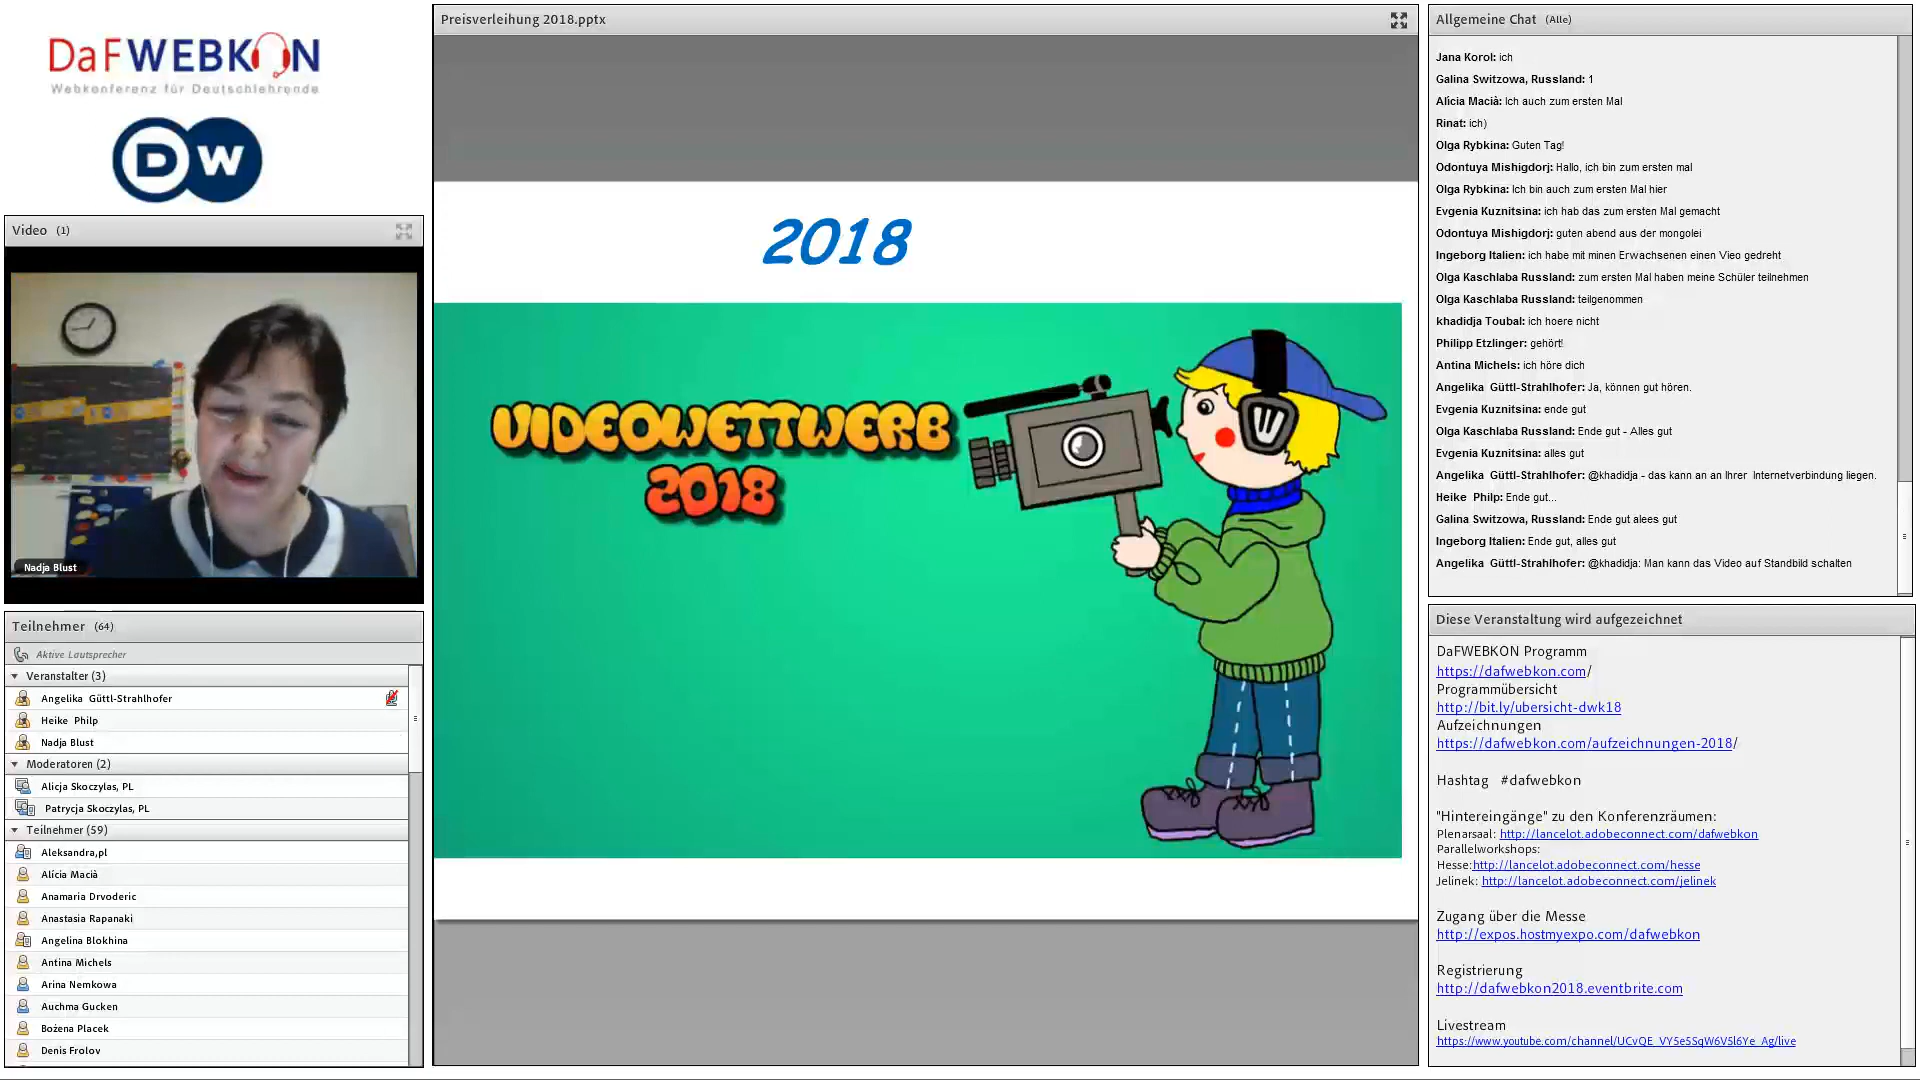 DaFWEBKON
Webkonferenz für Deutschlehrende
DW
Video (1)
Nadja Blust
Teilnehmer (64)
Aktive Lautsprecher
Veranstalter (3)
Angelika Güttl-Strahlhofer
Heike Philp
Nadja Blust
Moderatoren (2)
Alicja Skoczylas, PL
Patrycja Skoczylas, PL
Teilnehmer (59)
Aleksandra,pl
Alícia Macià
Anamaria Drvoderic
Anastasia Rapanaki
Angelina Blokhina
Antina Michels
Arina Nemkowa
Auchma Gucken
Bożena Placek
Denis Frolov
Preisverleihung 2018.pptx
2018
VIDEOWETTWERB
2018
Allgemeine Chat (Alle)
Jana Korol: ich
Galina Switzowa, Russland: 1
Alícia Macià: Ich auch zum ersten Mal
Rinat: ich)
Olga Rybkina: Guten Tag!
Odontuya Mishigdorj: Hallo, ich bin zum ersten mal
Olga Rybkina: Ich bin auch zum ersten Mal hier
Evgenia Kuznitsina: ich hab das zum ersten Mal gemacht
Odontuya Mishigdorj: guten abend aus der mongolei
Ingeborg Italien: ich habe mit minen Erwachsenen einen Vieo gedreht
Olga Kaschlaba Russland: zum ersten Mal haben meine Schüler teilnehmen
Olga Kaschlaba Russland: teilgenommen
khadidja Toubal: ich hoere nicht
Philipp Etzlinger: gehört!
Antina Michels: ich höre dich
Angelika Güttl-Strahlhofer: Ja, können gut hören.
Evgenia Kuznitsina: ende gut
Olga Kaschlaba Russland: Ende gut - Alles gut
Evgenia Kuznitsina: alles gut
Angelika Güttl-Strahlhofer: @khadidja - das kann an an Ihrer Internetverbindung liegen.
Heike Philp: Ende gut...
Galina Switzowa, Russland: Ende gut alees gut
Ingeborg Italien: Ende gut, alles gut
Angelika Güttl-Strahlhofer: @khadidja: Man kann das Video auf Standbild schalten
Diese Veranstaltung wird aufgezeichnet
DaFWEBKON Programm
https://dafwebkon.com/
Programmübersicht
http://bit.ly/ubersicht-dwk18
Aufzeichnungen
https://dafwebkon.com/aufzeichnungen-2018/
Hashtag #dafwebkon
"Hintereingänge" zu den Konferenzräumen:
Plenarsaal: http://lancelot.adobeconnect.com/dafwebkon
Parallelworkshops:
Hesse:http://lancelot.adobeconnect.com/hesse
Jelinek: http://lancelot.adobeconnect.com/jelinek
Zugang über die Messe
http://expos.hostmyexpo.com/dafwebkon
Registrierung
http://dafwebkon2018.eventbrite.com
Livestream
https://www.youtube.com/channel/UCvQE_VY5e5SqW6V5l6Ye_Ag/live